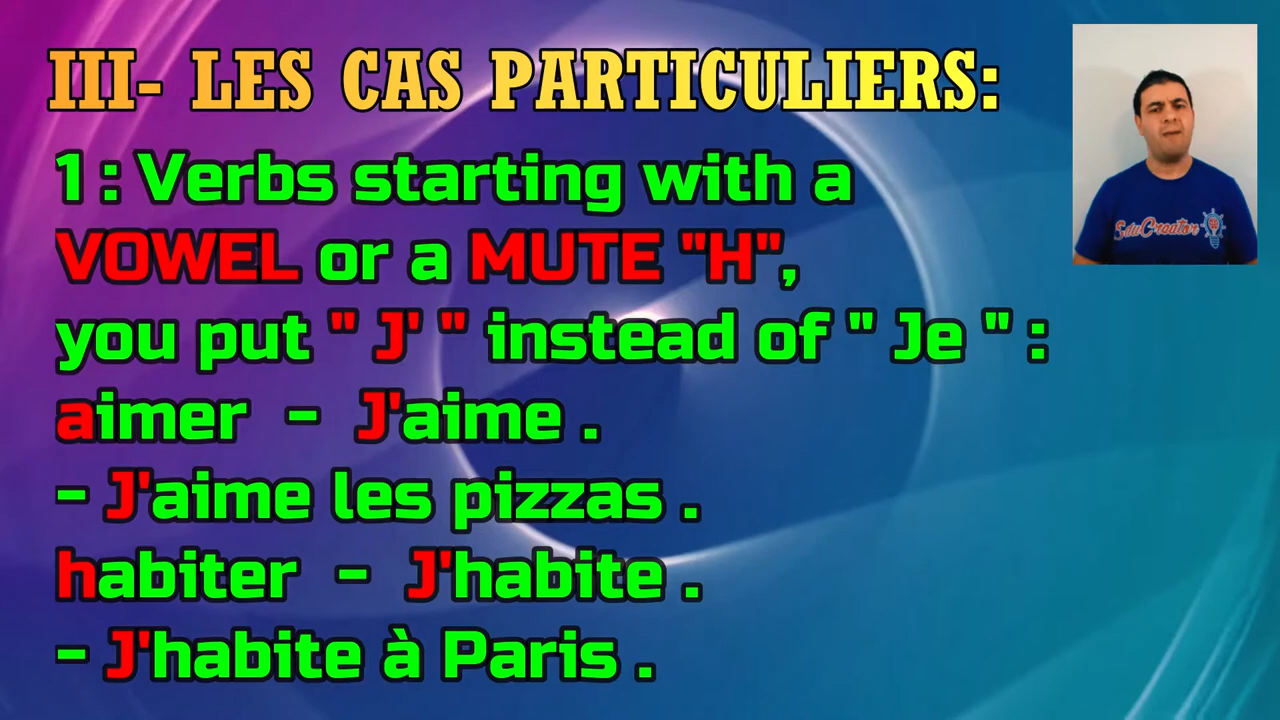 III- LES CAS PARTICULIERS:
1 : Verbs starting with a
VOWEL or a MUTE "H",
you put " J' " instead of " Je " :
aimer - J'aime .
- J'aime les pizzas .
habiter - J'habite .
- J'habite à Paris .
EduCreator